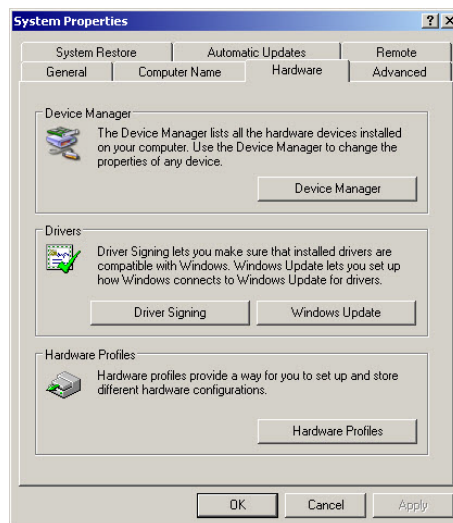 System Properties
System Restore Automatic Updates Remote
General Computer Name Hardware Advanced
Device Manager
The Device Manager lists all the hardware devices installed
on your computer. Use the Device Manager to change the
properties of any device.
Device Manager
Drivers
Driver Signing lets you make sure that installed drivers are
compatible with Windows. Windows Update lets you set up
how Windows connects to Windows Update for drivers.
Driver Signing Windows Update
Hardware Profiles
Hardware profiles provide a way for you to set up and store
different hardware configurations.
Hardware Profiles
OK Cancel Apply